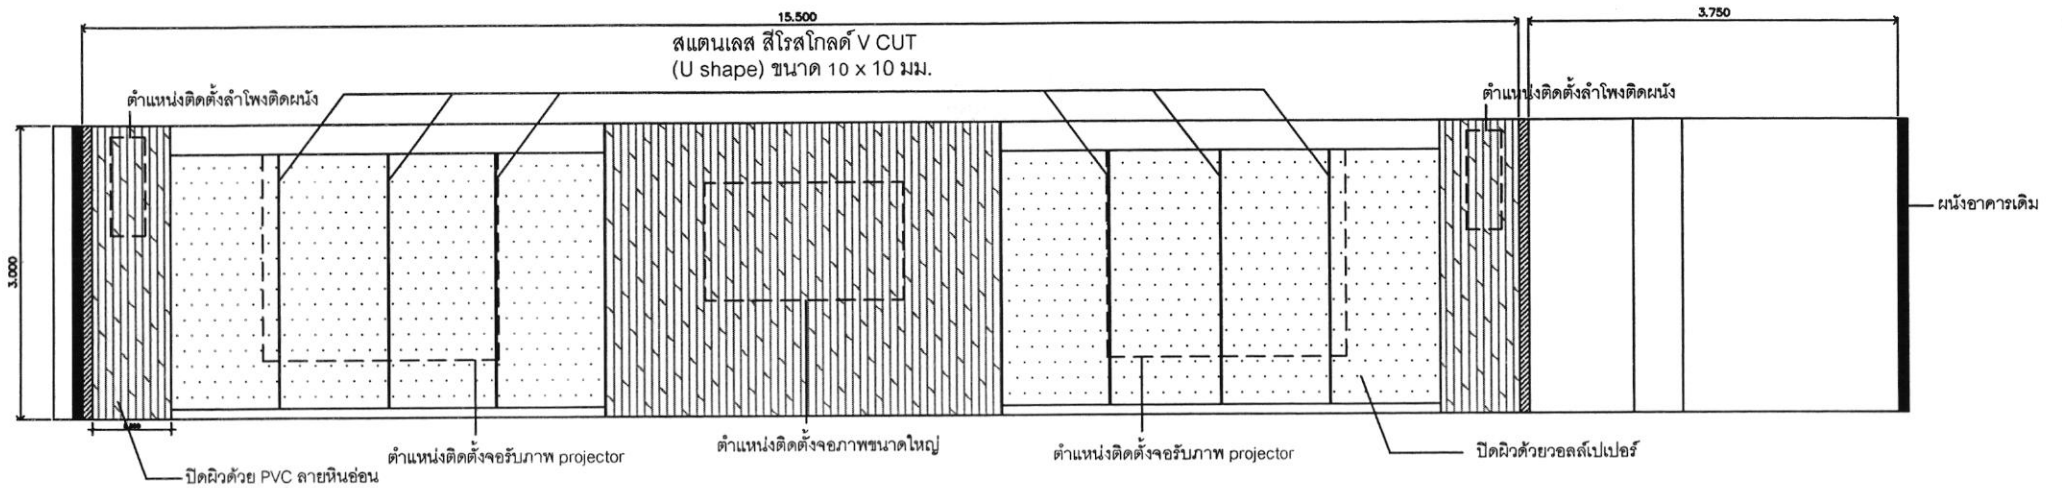 15.500
3.750
สแตนเลส สีโรสโกลด์ V CUT
(U shape) ขนาด 10 x 10 มม.
ตำแหน่งติดตั้งลำโพงติดผนัง
ตำแหน่งติดตั้งลำโพงติดผนัง
3.000
ผนังอาคารเดิม
ตำแหน่งติดตั้งจอรับภาพ projector
ตำแหน่งติดตั้งจอภาพขนาดใหญ่
ตำแหน่งติดตั้งจอรับภาพ projector
ปิดผิวด้วยวอลล์เปเปอร์
ปิดผิวด้วย PVC ลายหินอ่อน